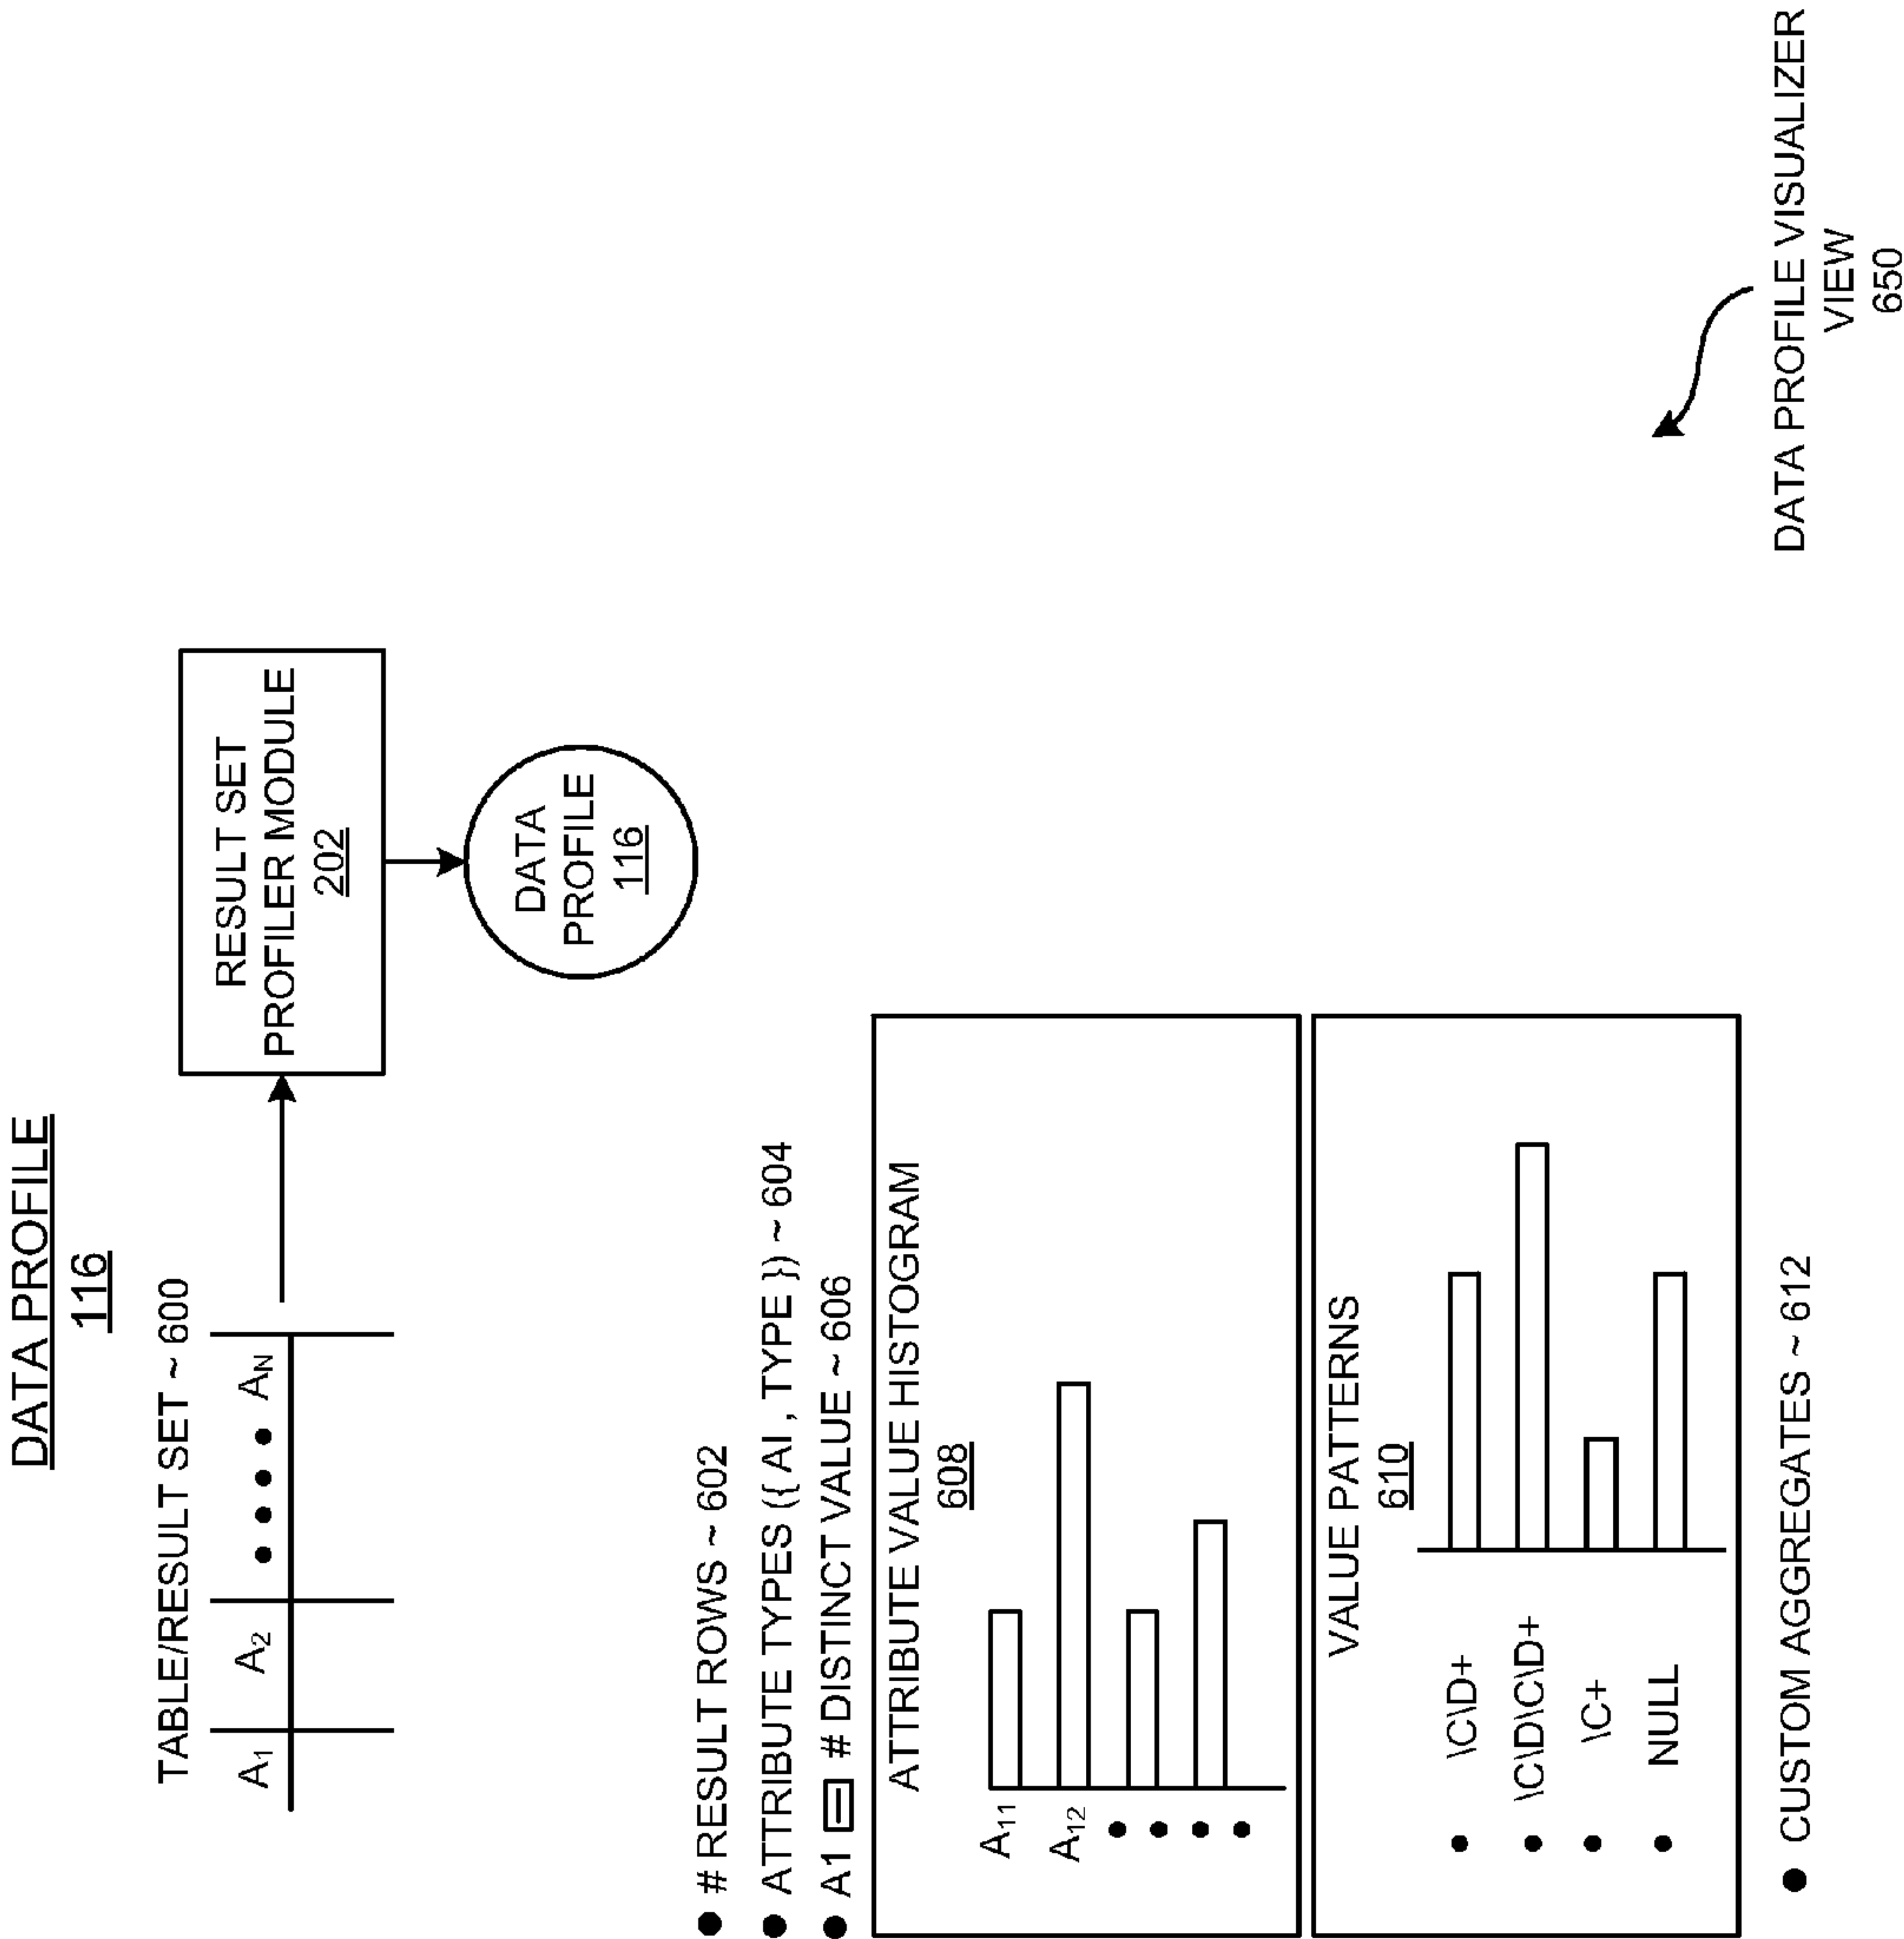 DATA PROFILE
116
TABLE/RESULT SET ~ 600
A1 A2 AN
RESULT SET
PROFILER MODULE
202
DATA
PROFILE
116
● # RESULT ROWS ~ 602
● ATTRIBUTE TYPES ({ AI , TYPE }) ~ 604
● A1 ⊟ # DISTINCT VALUE ~ 606
ATTRIBUTE VALUE HISTOGRAM
608
A11
A12
VALUE PATTERNS
610
● \C\D+
● \C\D\C\D+
● \C+
● NULL
● CUSTOM AGGREGATES ~ 612
DATA PROFILE VISUALIZER
VIEW
650